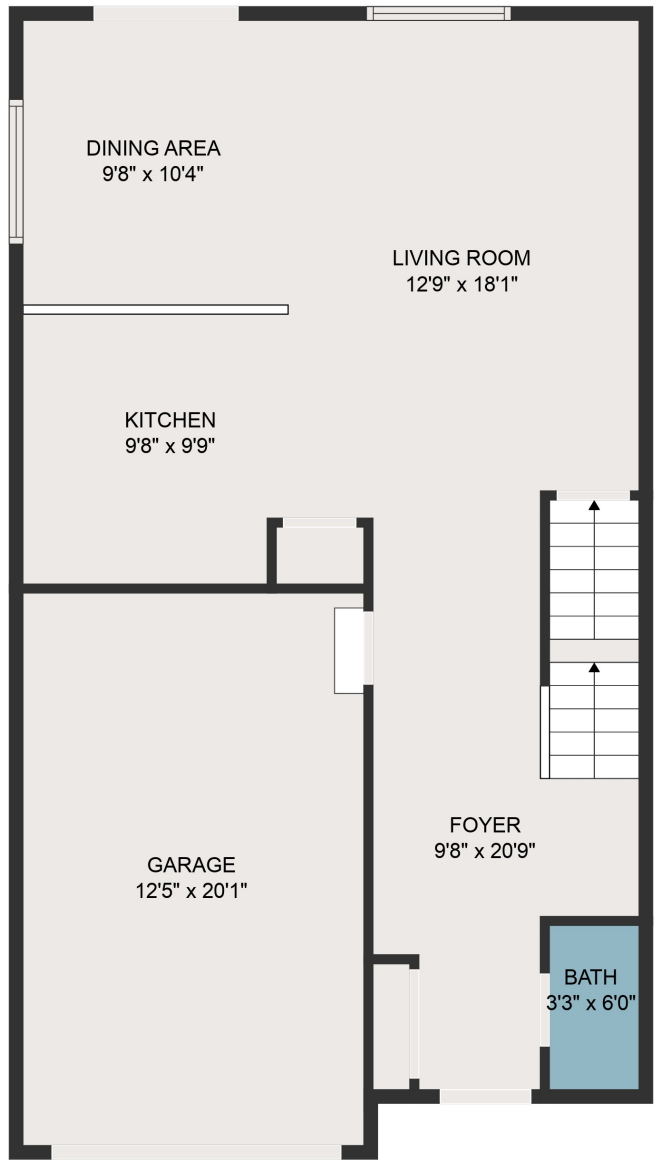 DINING AREA
9'8" x 10'4"
LIVING ROOM
12'9" x 18'1"
KITCHEN
9'8" x 9'9"
FOYER
9'8" x 20'9"
GARAGE
12'5" x 20'1"
BATH
3'3" x 6'0"